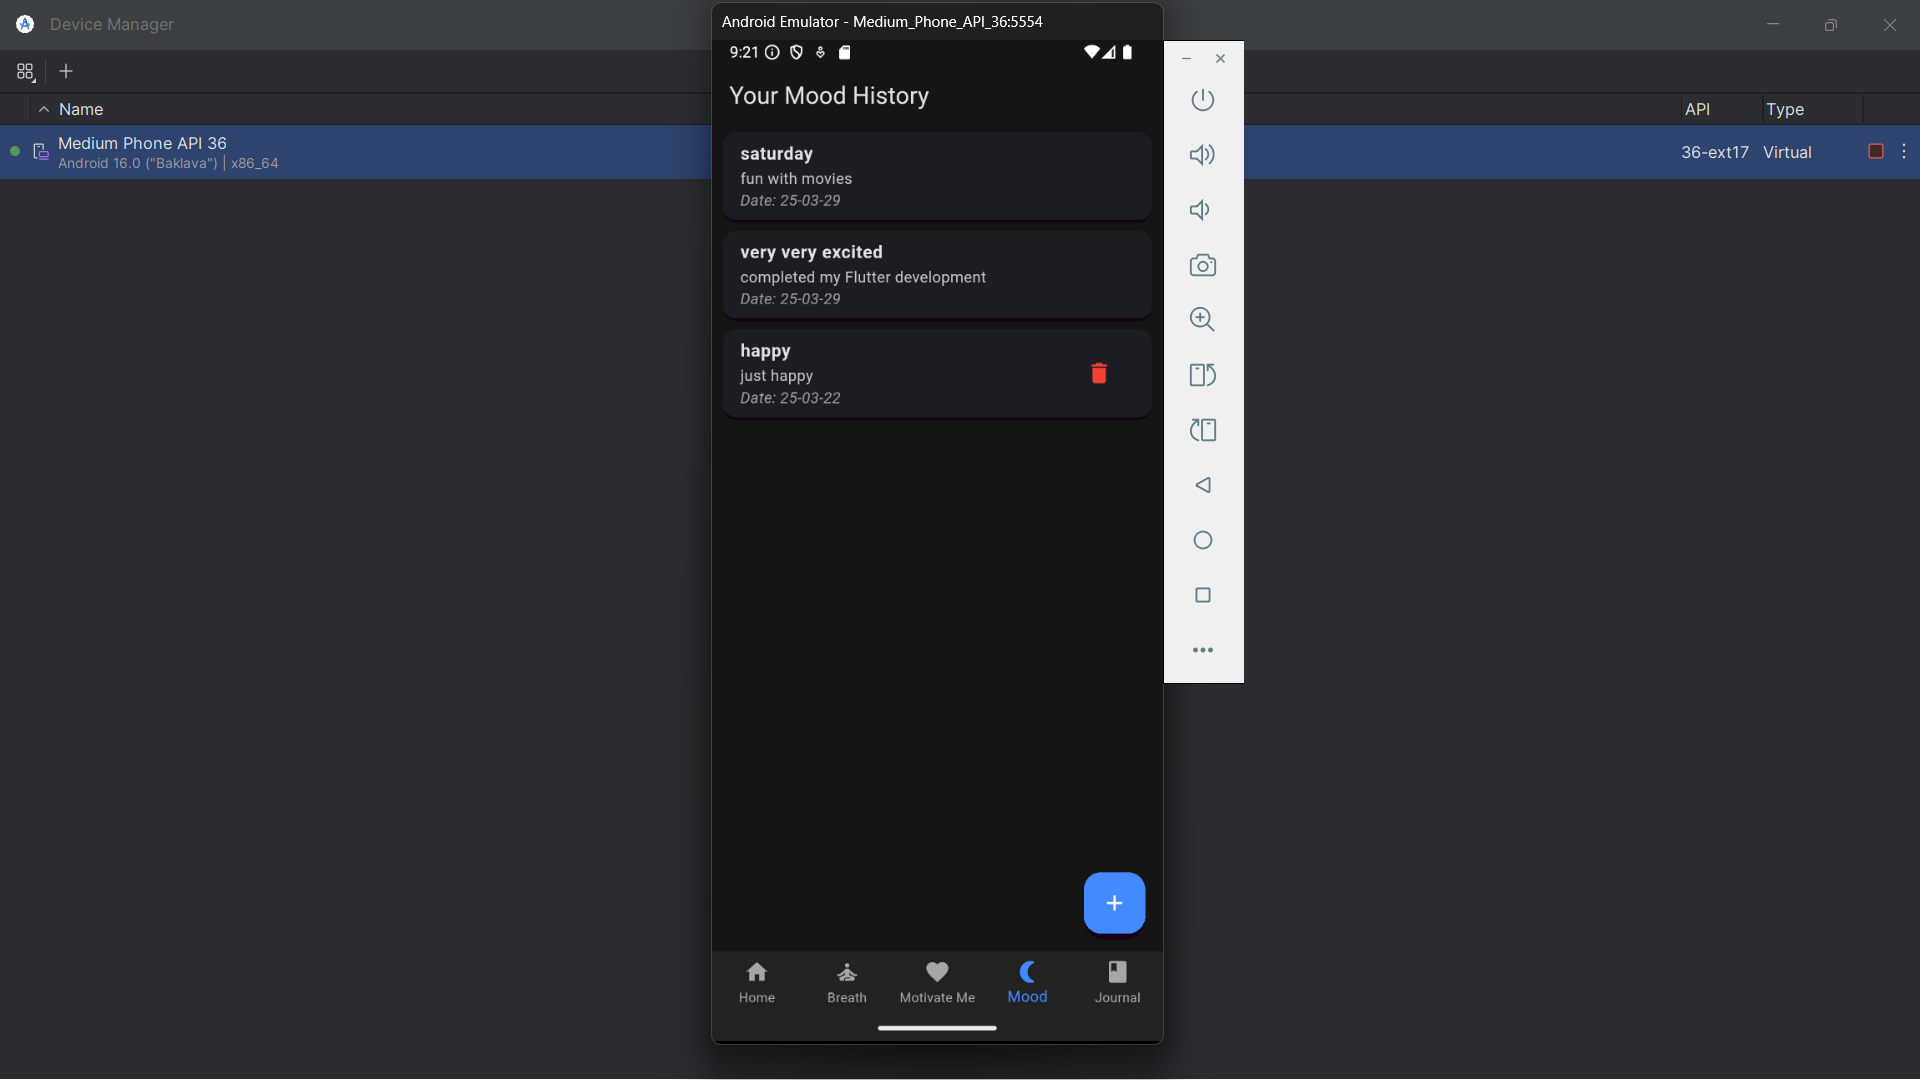 Device Manager
Android Emulator - Medium_Phone_API_36:5554
9:21
Name
API
Type
Medium Phone API 36
Android 16.0 ("Baklava") | x86_64
36-ext17
Virtual
Your Mood History
saturday
fun with movies
Date: 25-03-29
very very excited
completed my Flutter development
Date: 25-03-29
happy
just happy
Date: 25-03-22
Home
Breath
Motivate Me
Mood
Journal